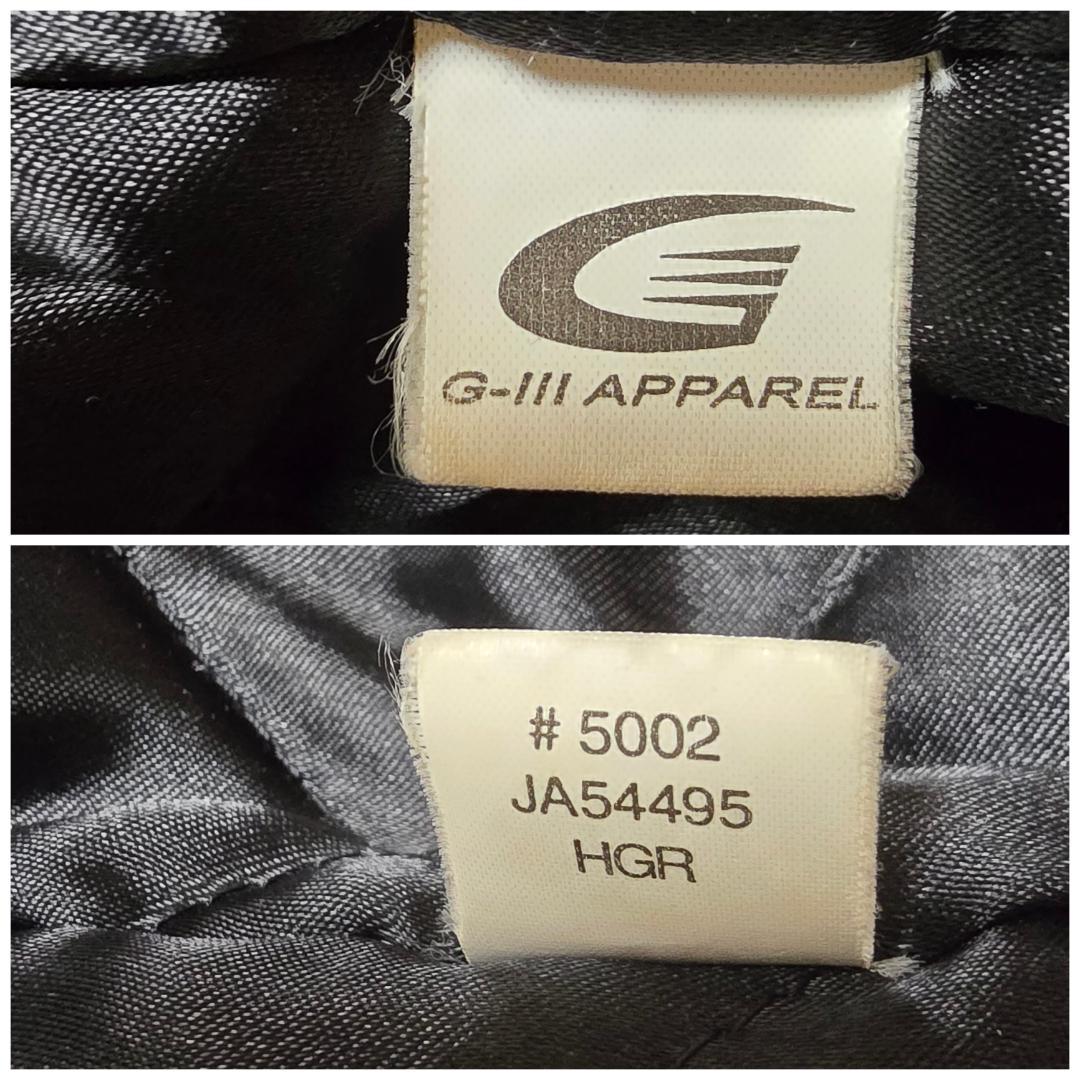 G-III APPAREL
# 5002
JA54495
HGR